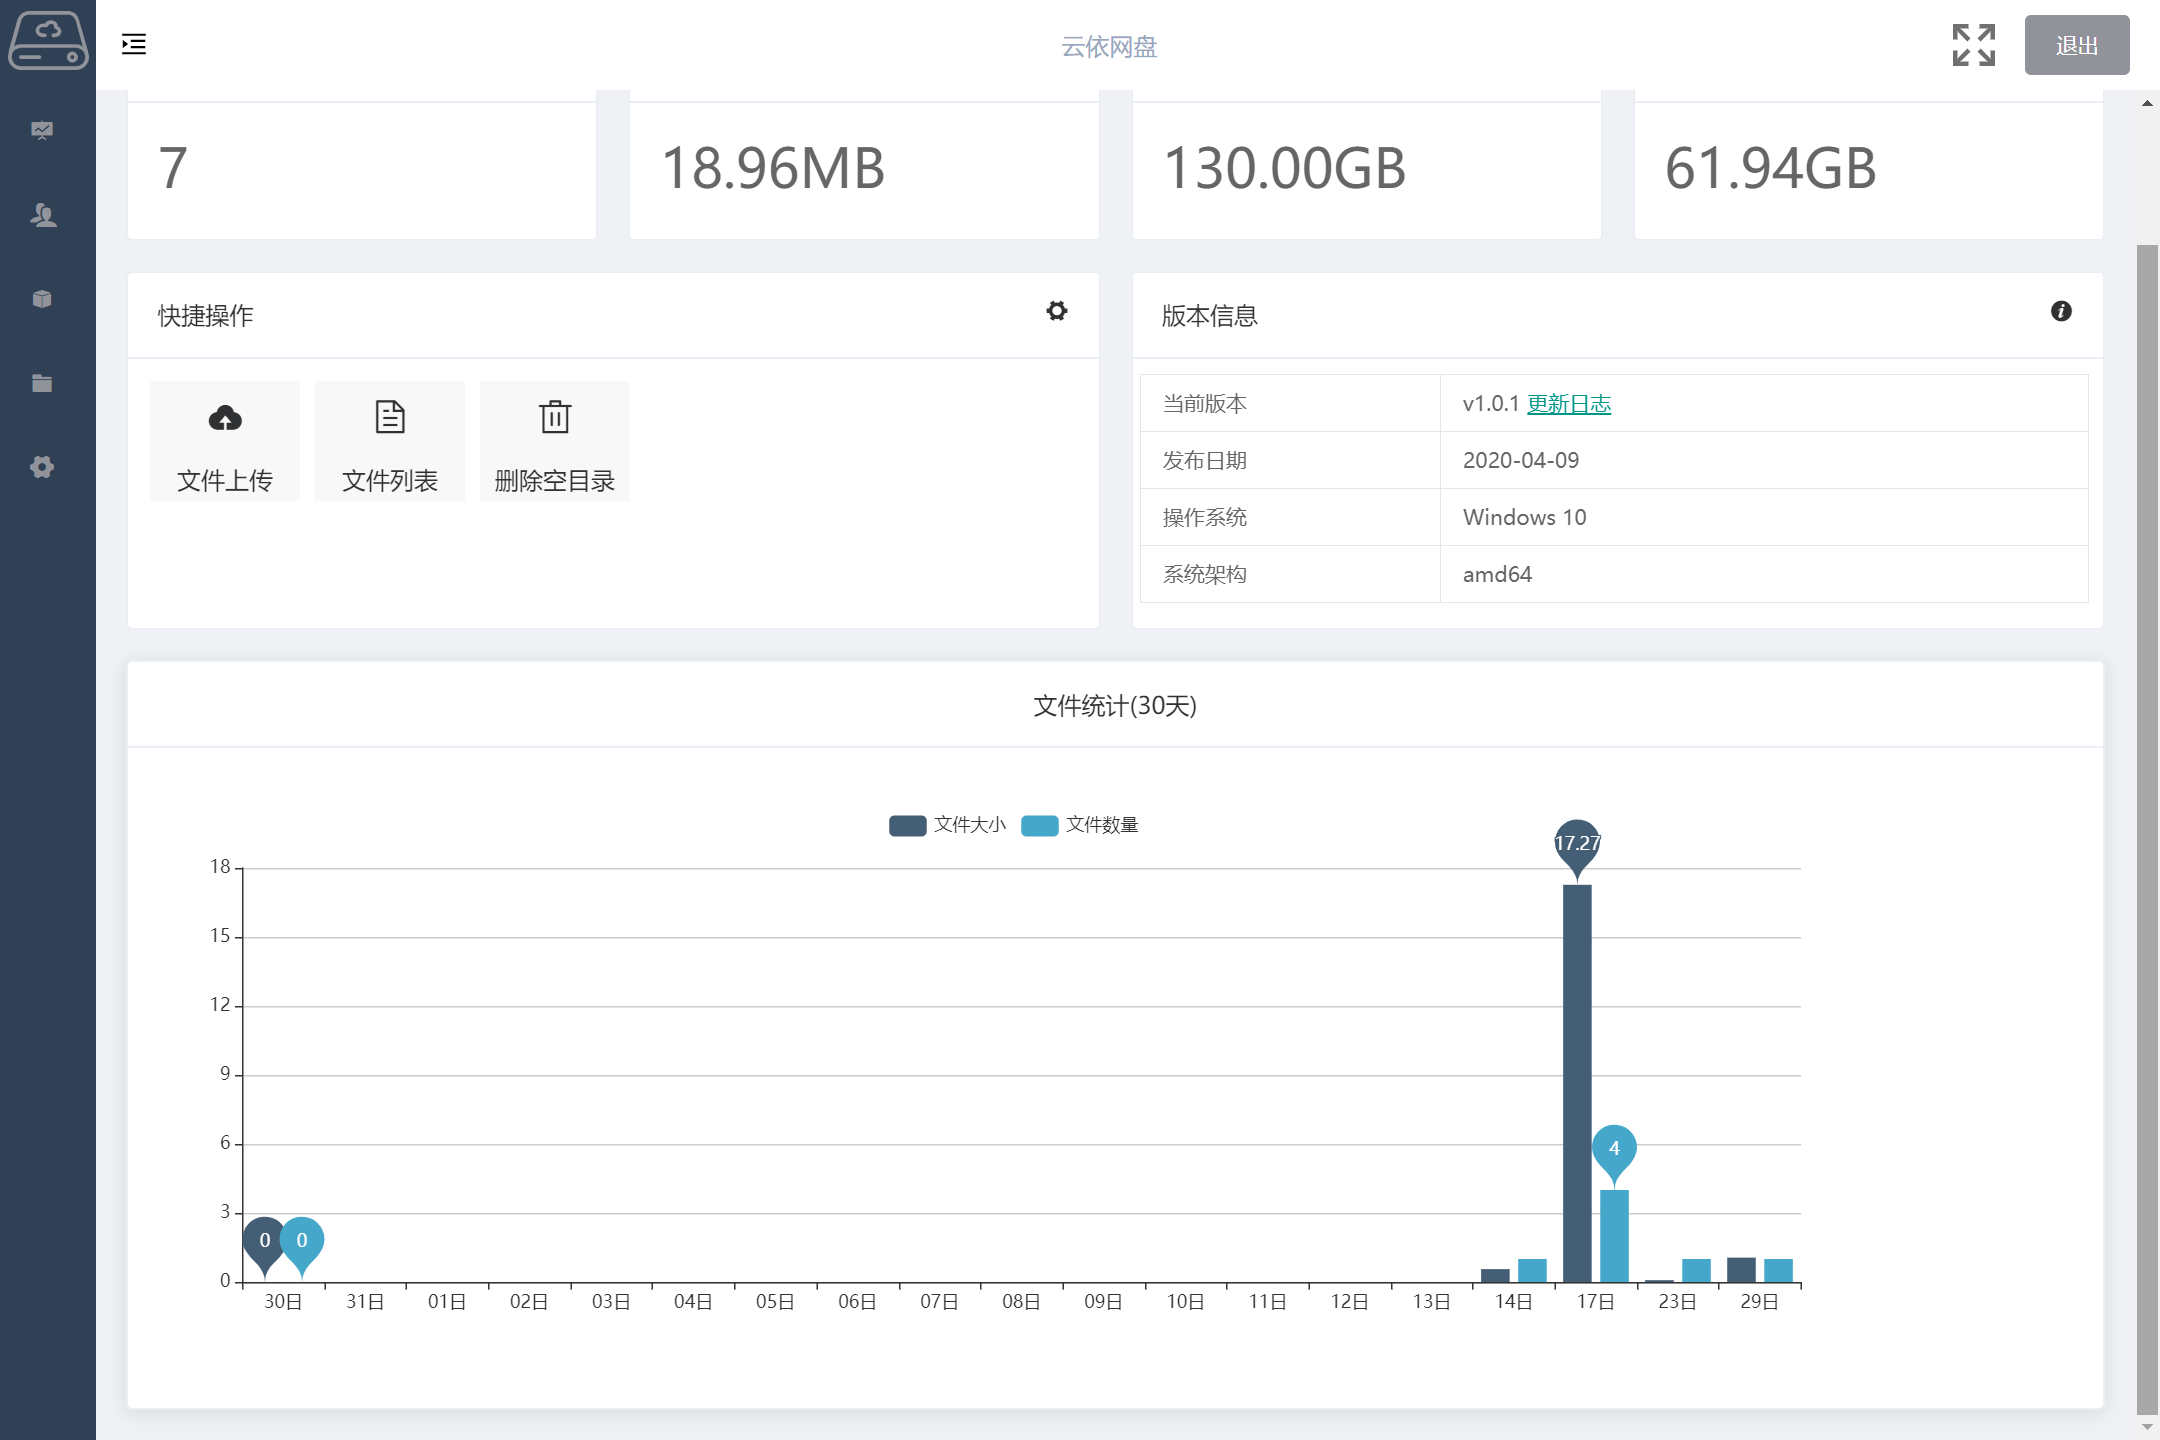 云依网盘
退出
7
18.96MB
130.00GB
61.94GB
快捷操作
文件上传
文件列表
删除空目录
版本信息
当前版本 v1.0.1 更新日志
发布日期 2020-04-09
操作系统 Windows 10
系统架构 amd64
文件统计(30天)
文件大小 文件数量
17.27
4
0 0
18
15
12
9
6
3
0
30日 31日 01日 02日 03日 04日 05日 06日 07日 08日 09日 10日 11日 12日 13日 14日 17日 23日 29日